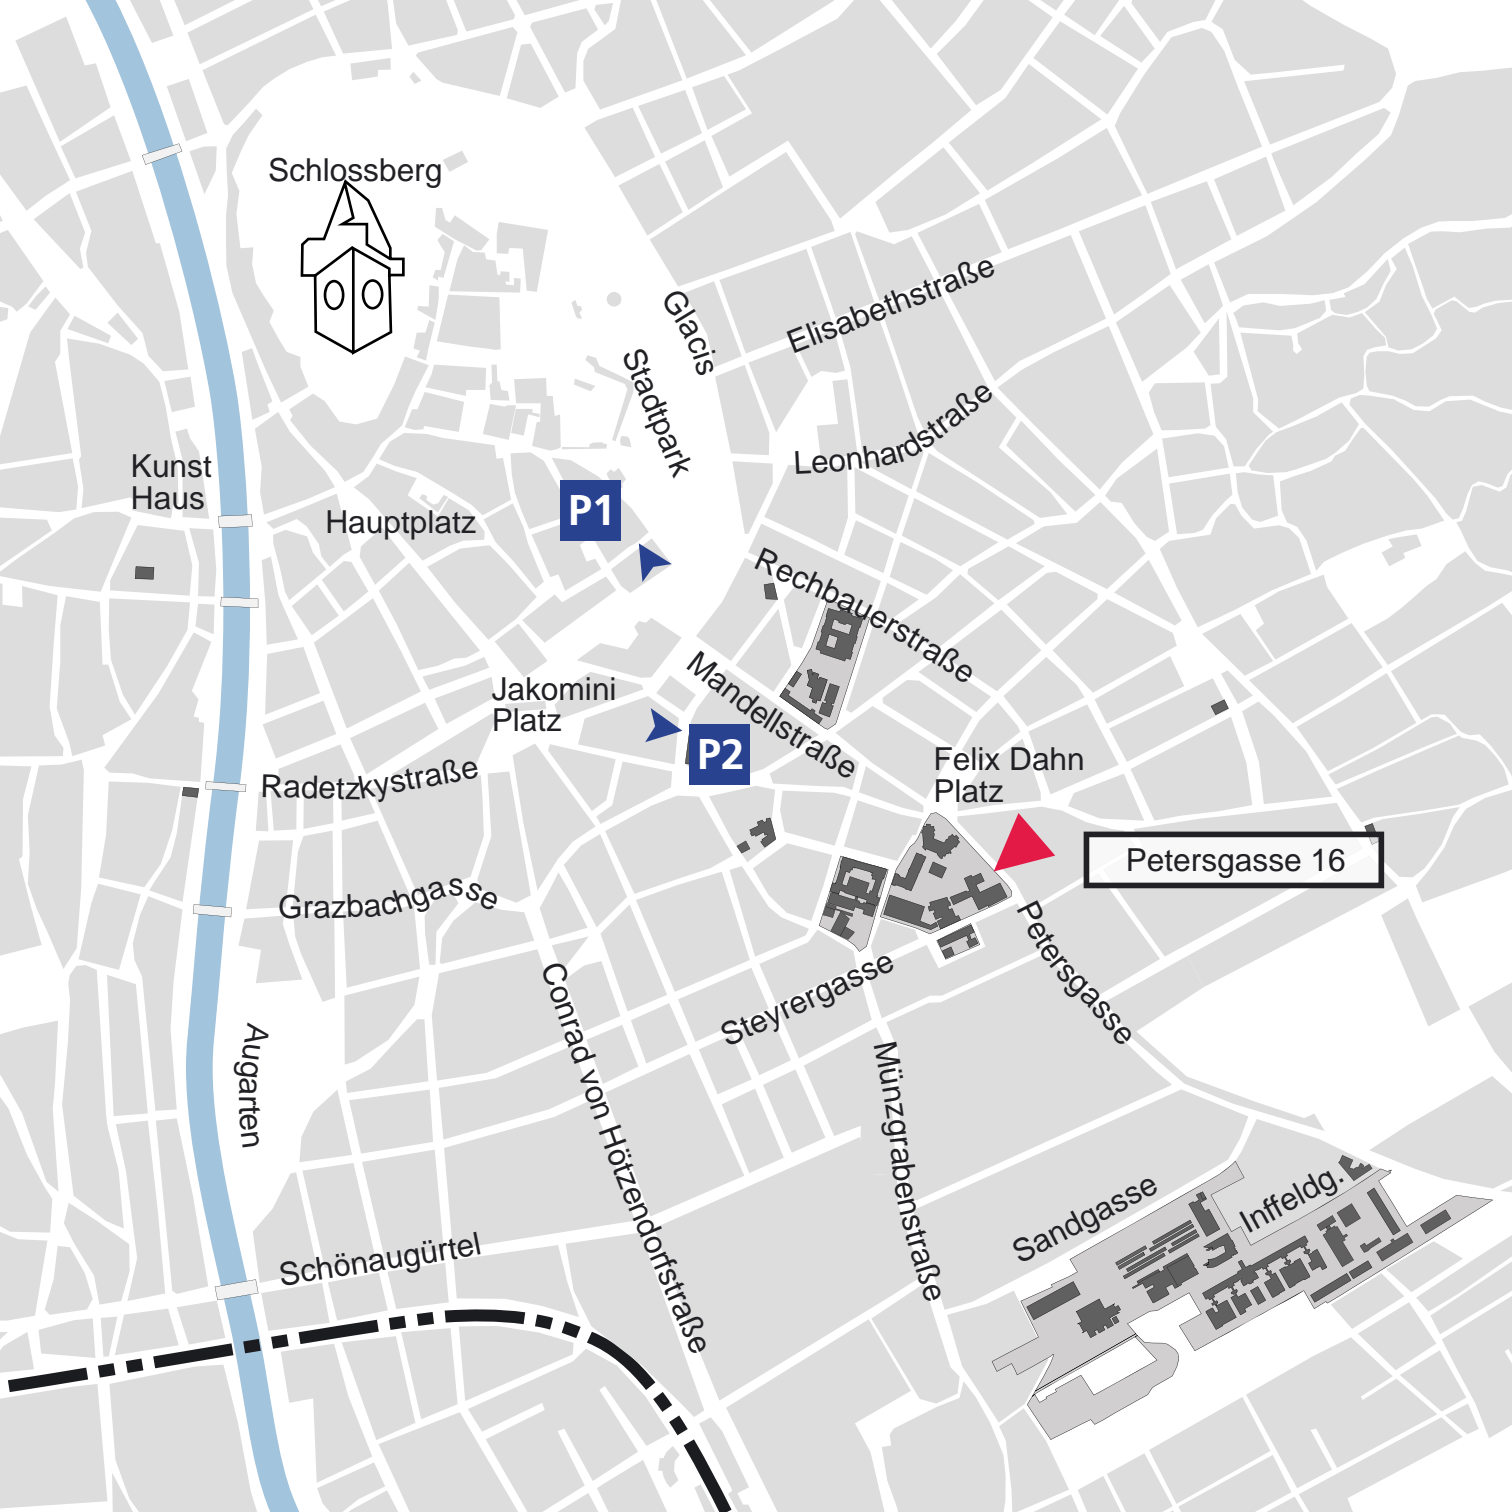 Schlossberg
Glacis
Elisabethstraße
Stadtpark
Leonhardstraße
Kunst
Haus
P1
Hauptplatz
Rechbauerstraße
Jakomini
Platz
Mandellstraße
P2
Felix Dahn
Platz
Radetzkystraße
Petersgasse 16
Grazbachgasse
Petersgasse
Steyrergasse
Conrad von Hötzendorfstraße
Augarten
Münzgrabenstraße
Sandgasse
Inffeldg.
Schönaugürtel